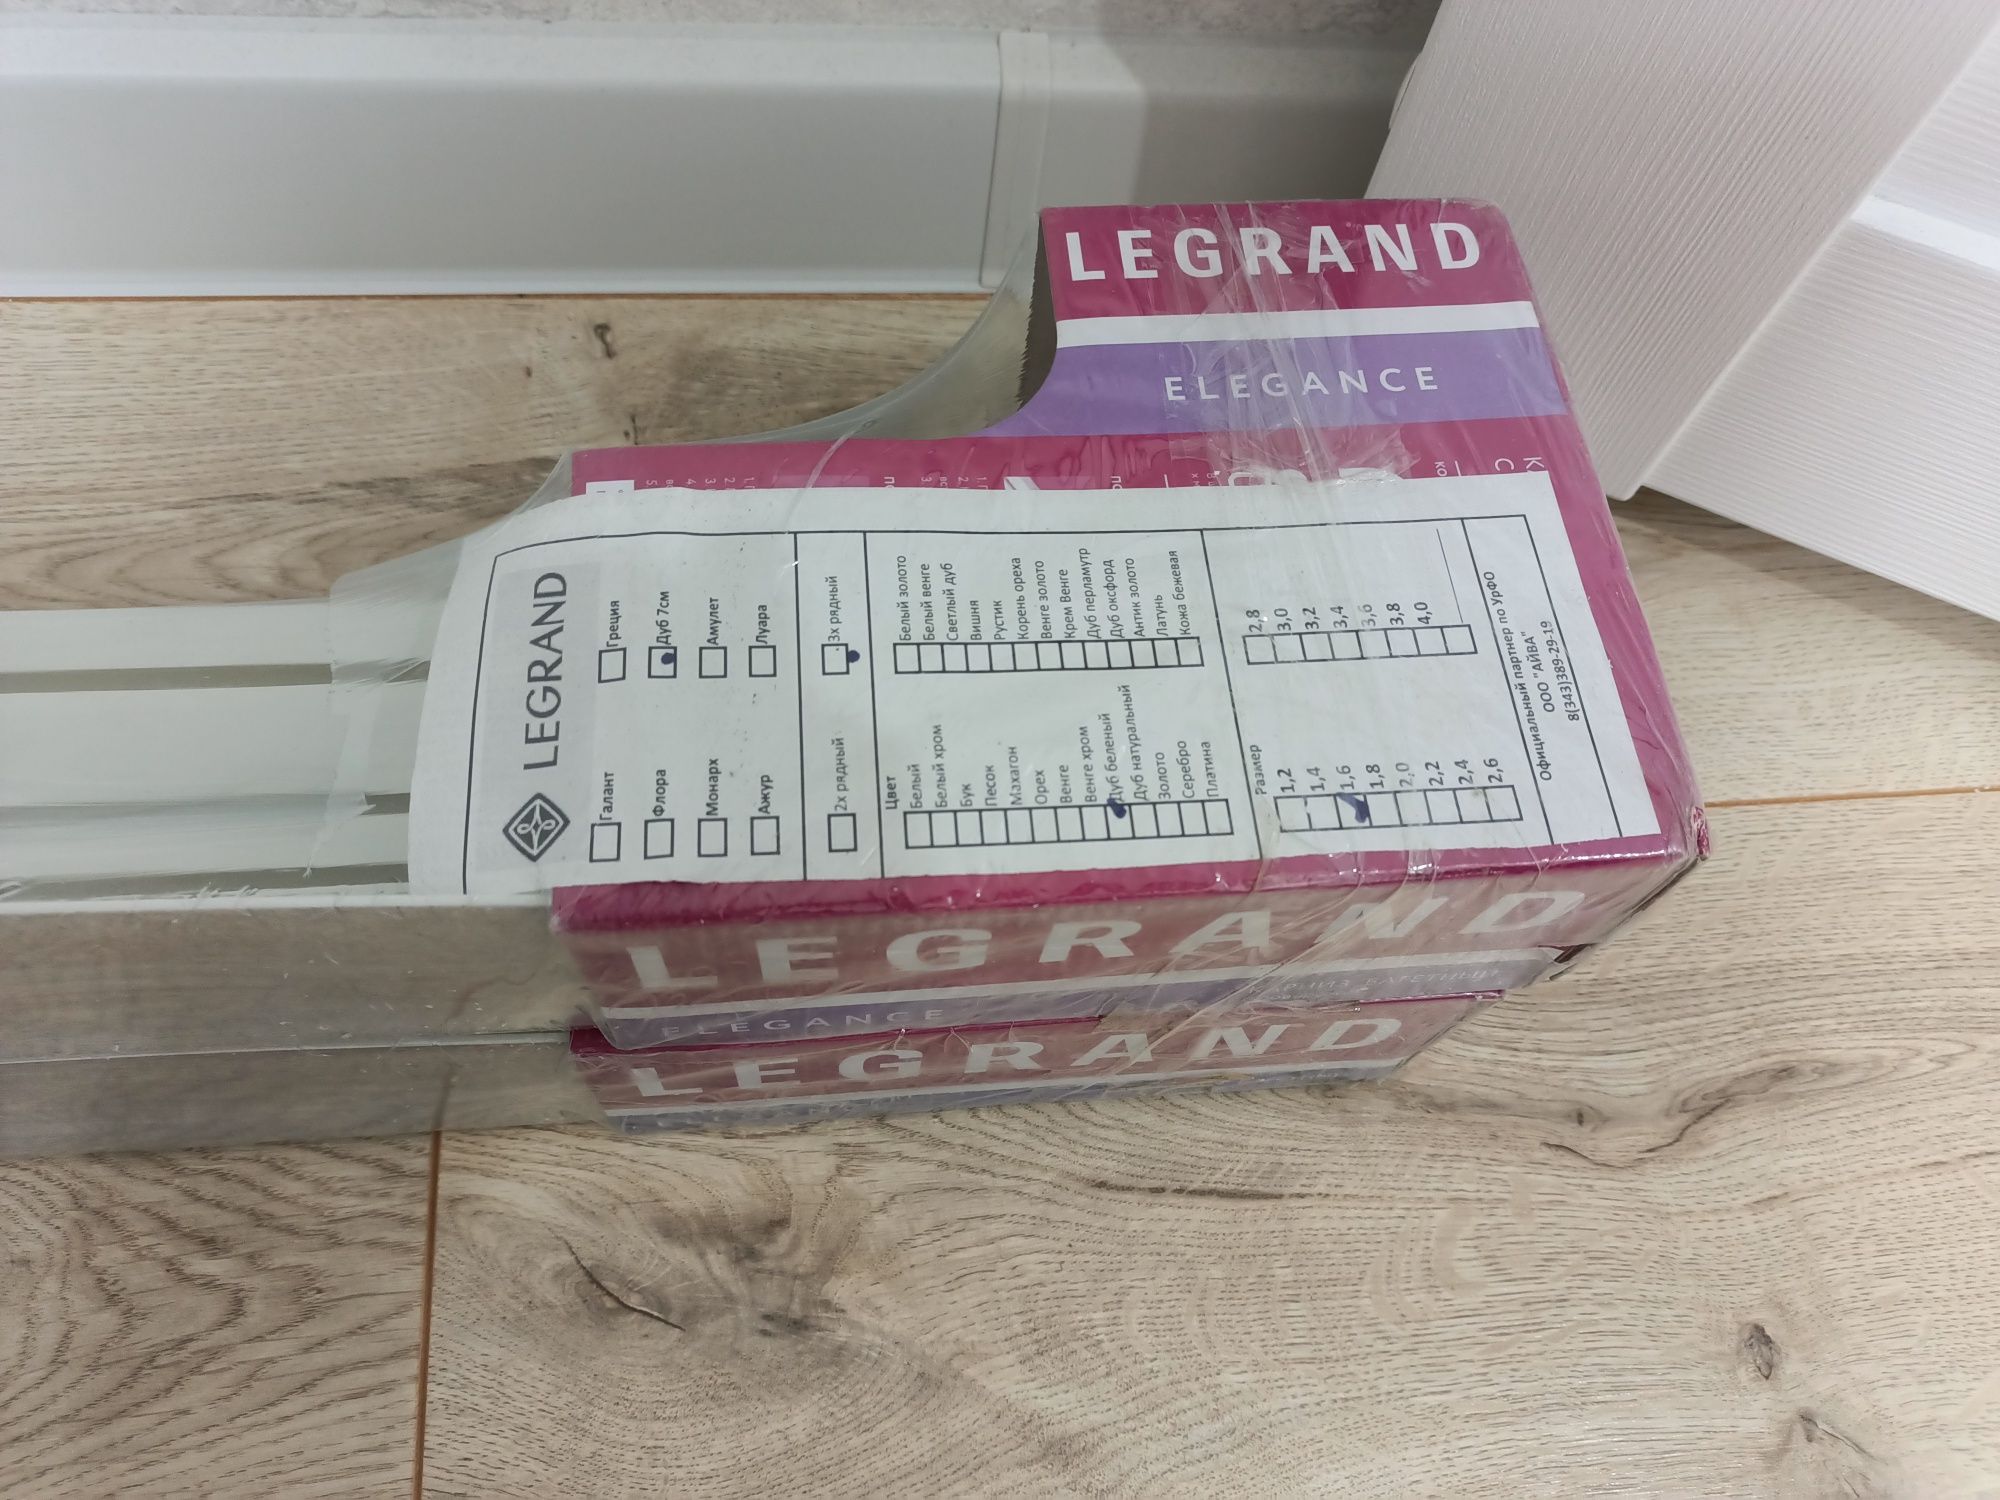 LEGRAND
ELEGANCE
LEGRAND
Галант
Греция
Флора
Дуб 7см
Монарх
Амулет
Ажур
Луара
2х рядный
3х рядный
Цвет
Белый
Белый хром
Бук
Песок
Махагон
Орех
Венге
Венге хром
Дуб беленый
Дуб натуральный
Золото
Серебро
Платина
Белый золото
Белый венге
Светлый дуб
Вишня
Рустик
Корень ореха
Венге золото
Крем Венге
Дуб перламутр
Дуб оксфорд
Антик золото
Латунь
Кожа бежевая
Размер
1,2
1,4
1,6
1,8
2,0
2,2
2,4
2,6
2,8
3,0
3,2
3,4
3,6
3,8
4,0
Официальный партнер по УрФО
ООО "АЙВА"
8(343)389-29-19
LEGRAND
ELEGANCE
КАРНИЗ БАГЕТНЫЙ
LEGRAND